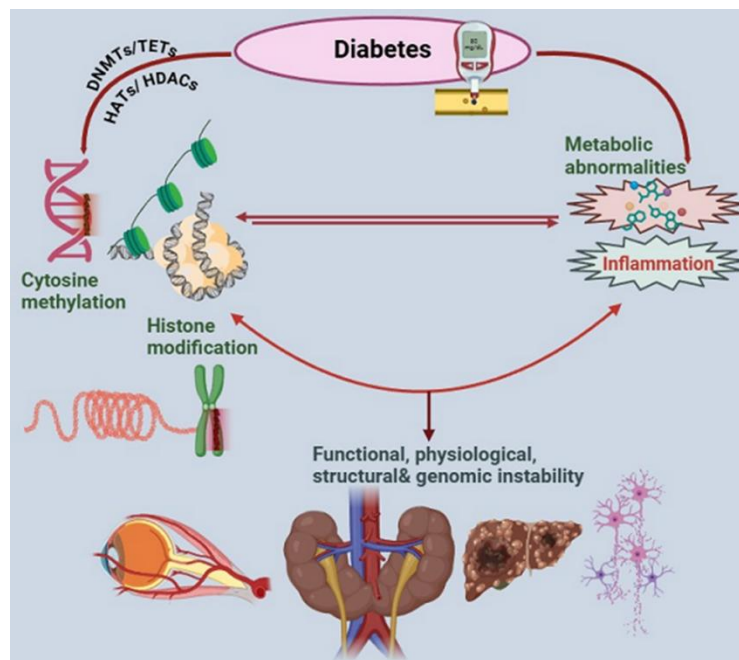 Diabetes
DNMTs/TETs
HATs/ HDACs
Metabolic
abnormalities
Inflammation
Cytosine
methylation
Histone
modification
Functional, physiological,
structural& genomic instability